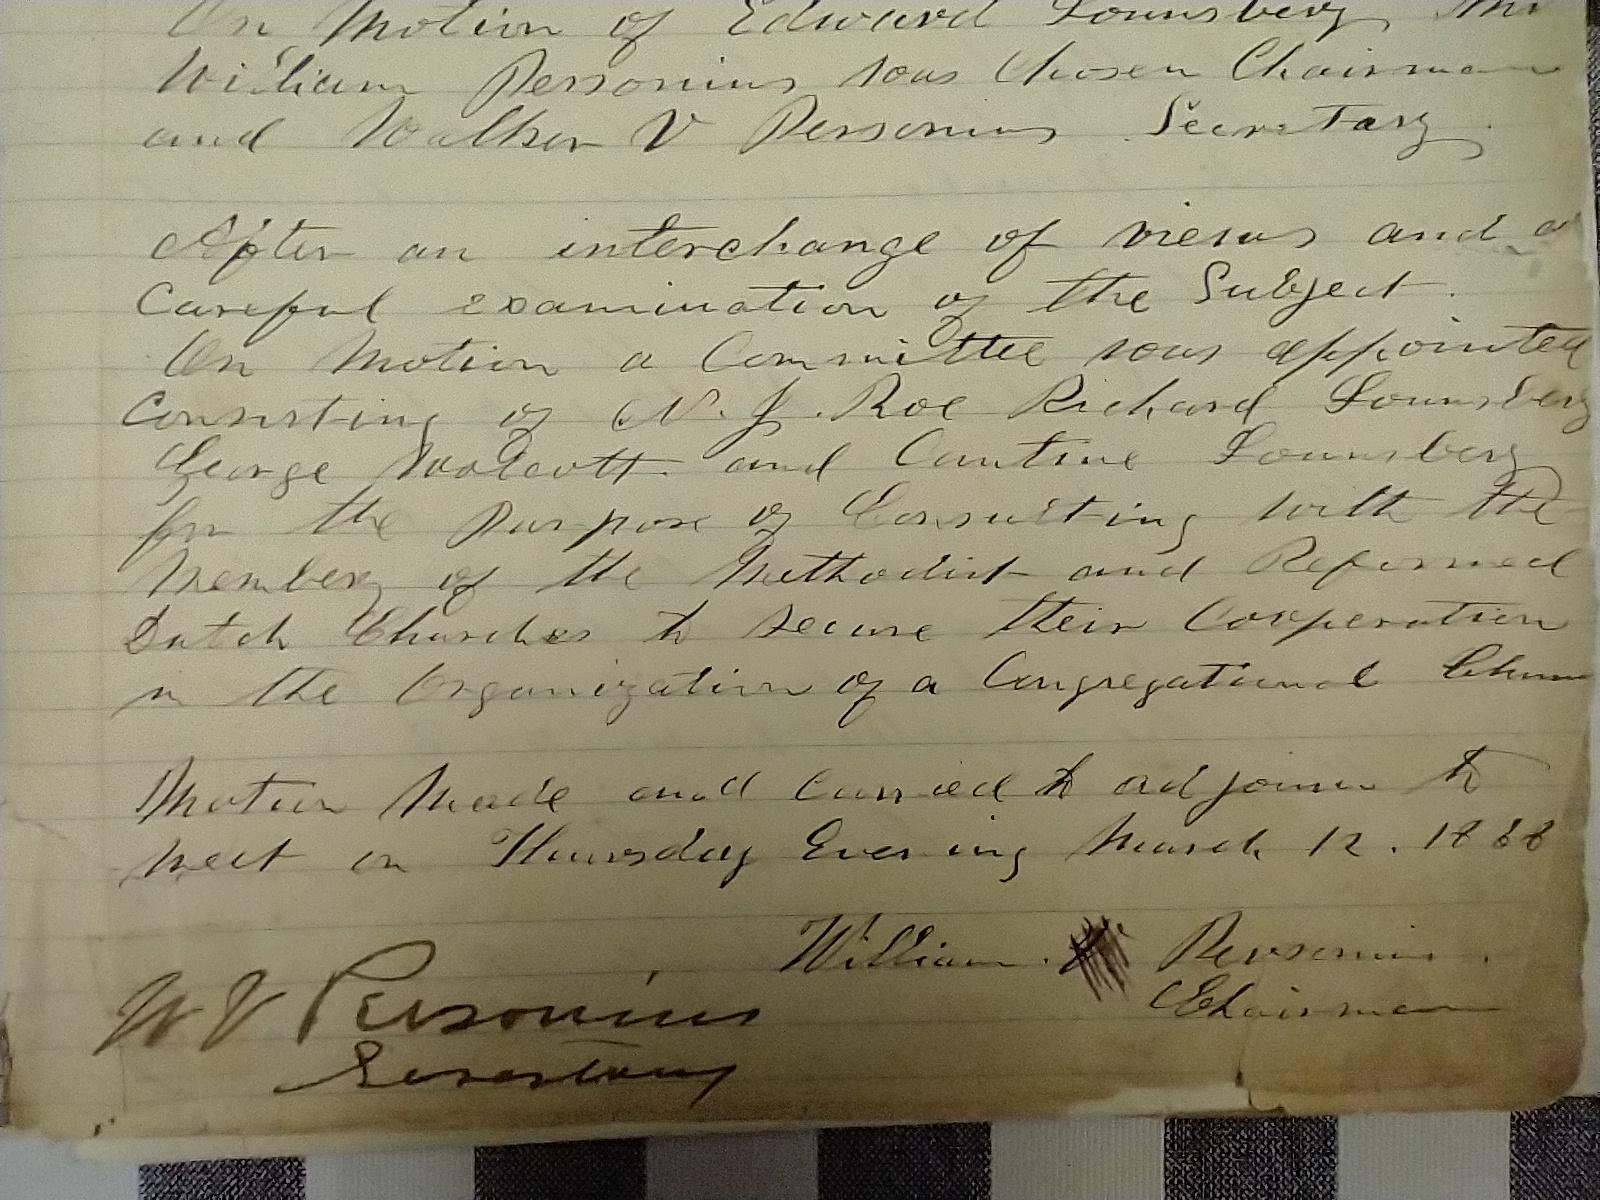 On Motion of Edward Lounsbery Mr
William Personius was Chosen Chairman
and Walker V Personius Secretary.
After an interchange of views and a
Careful examination of the Subject.
On Motion a Committee was appointed
Consisting of N. J. Roe Richard Lounsbery
George Wolcott and Cantine Lounsbery
for the Purpose of Consulting with the
Members of the Methodist and Reformed
Dutch Churches to secure their Cooperation
in the Organization of a Congregational
Motion Made and Carried to adjourn to
Meet on Thursday Evening March 12. 1868
William. Personius.
Chairman
W V Personius
Secretary